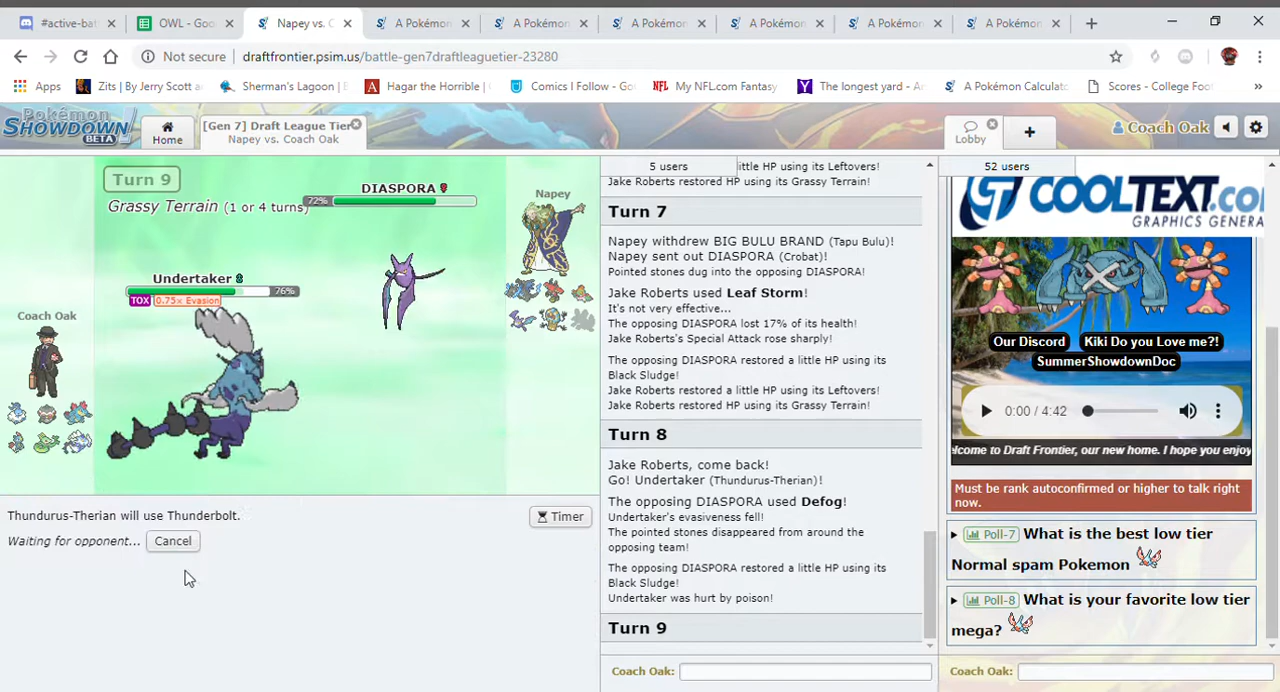 #active-bat
OWL - Goo
Napey vs. C
A Pokémon
A Pokémon
A Pokémon
A Pokémon
A Pokémon
A Pokémon
Not secure
draftfrontier.psim.us/battle-gen7draftleaguetier-23280
Apps
Zits | By Jerry Scott a
Sherman's Lagoon | B
Hagar the Horrible |
Comics I Follow - Go
NFL
My NFL.com Fantasy
The longest yard - A
A Pokémon Calculato
Scores - College Foo
Pokémon
SHOWDOWN
BETA
Home
[Gen 7] Draft League Tier
Napey vs. Coach Oak
Lobby
Coach Oak
Turn 9
Grassy Terrain (1 or 4 turns)
DIASPORA
72%
Napey
Undertaker
76%
TOX 0.75× Evasion
Coach Oak
Thundurus-Therian will use Thunderbolt.
Waiting for opponent...
Cancel
Timer
5 users
ittle HP using its Leftovers!
Jake Roberts restored HP using its Grassy Terrain!
Turn 7
Napey withdrew BIG BULU BRAND (Tapu Bulu)!
Napey sent out DIASPORA (Crobat)!
Pointed stones dug into the opposing DIASPORA!
Jake Roberts used Leaf Storm!
It's not very effective...
The opposing DIASPORA lost 17% of its health!
Jake Roberts's Special Attack rose sharply!
The opposing DIASPORA restored a little HP using its
Black Sludge!
Jake Roberts restored a little HP using its Leftovers!
Jake Roberts restored HP using its Grassy Terrain!
Turn 8
Jake Roberts, come back!
Go! Undertaker (Thundurus-Therian)!
The opposing DIASPORA used Defog!
Undertaker's evasiveness fell!
The pointed stones disappeared from around the
opposing team!
The opposing DIASPORA restored a little HP using its
Black Sludge!
Undertaker was hurt by poison!
Turn 9
Coach Oak:
52 users
COOLTEXT.CO
GRAPHICS GENERA
Our Discord
Kiki Do you Love me?!
SummerShowdownDoc
0:00 / 4:42
elcome to Draft Frontier, our new home. I hope you enjoy
Must be rank autoconfirmed or higher to talk right
now.
Poll-7 What is the best low tier
Normal spam Pokemon
Poll-8 What is your favorite low tier
mega?
Coach Oak: